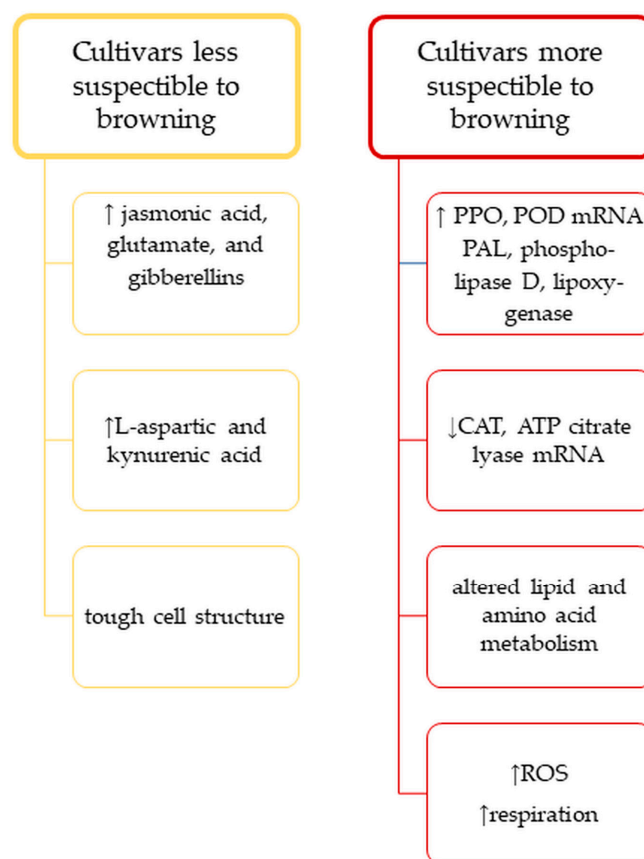 Cultivars less
suspectible to
browning
↑ jasmonic acid,
glutamate, and
gibberellins
↑L-aspartic and
kynurenic acid
tough cell structure
Cultivars more
suspectible to
browning
↑ PPO, POD mRNA
PAL, phospho-
lipase D, lipoxy-
genase
↓CAT, ATP citrate
lyase mRNA
altered lipid and
amino acid
metabolism
↑ROS
↑respiration